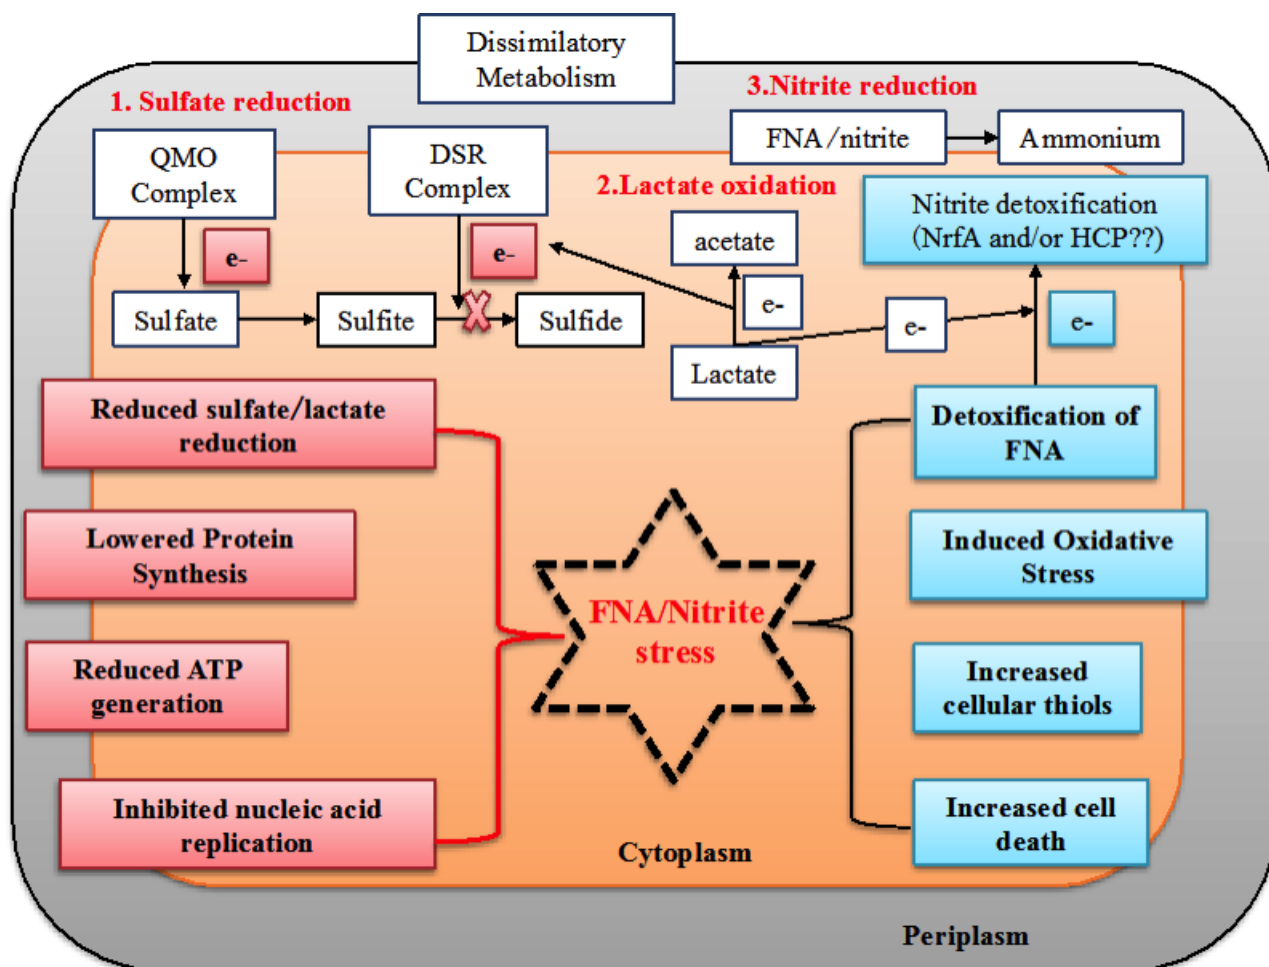 Dissimilatory
Metabolism
1. Sulfate reduction
3.Nitrite reduction
QMO
Complex
DSR
Complex
FNA/nitrite
Ammonium
2.Lactate oxidation
Nitrite detoxification
(NrfA and/or HCP??)
acetate
e-
e-
e-
e-
e-
Sulfate
Sulfite
X
Sulfide
Lactate
Reduced sulfate/lactate
reduction
Detoxification of
FNA
Lowered Protein
Synthesis
Induced Oxidative
Stress
FNA/Nitrite
stress
Reduced ATP
generation
Increased
cellular thiols
Inhibited nucleic acid
replication
Increased cell
death
Cytoplasm
Periplasm